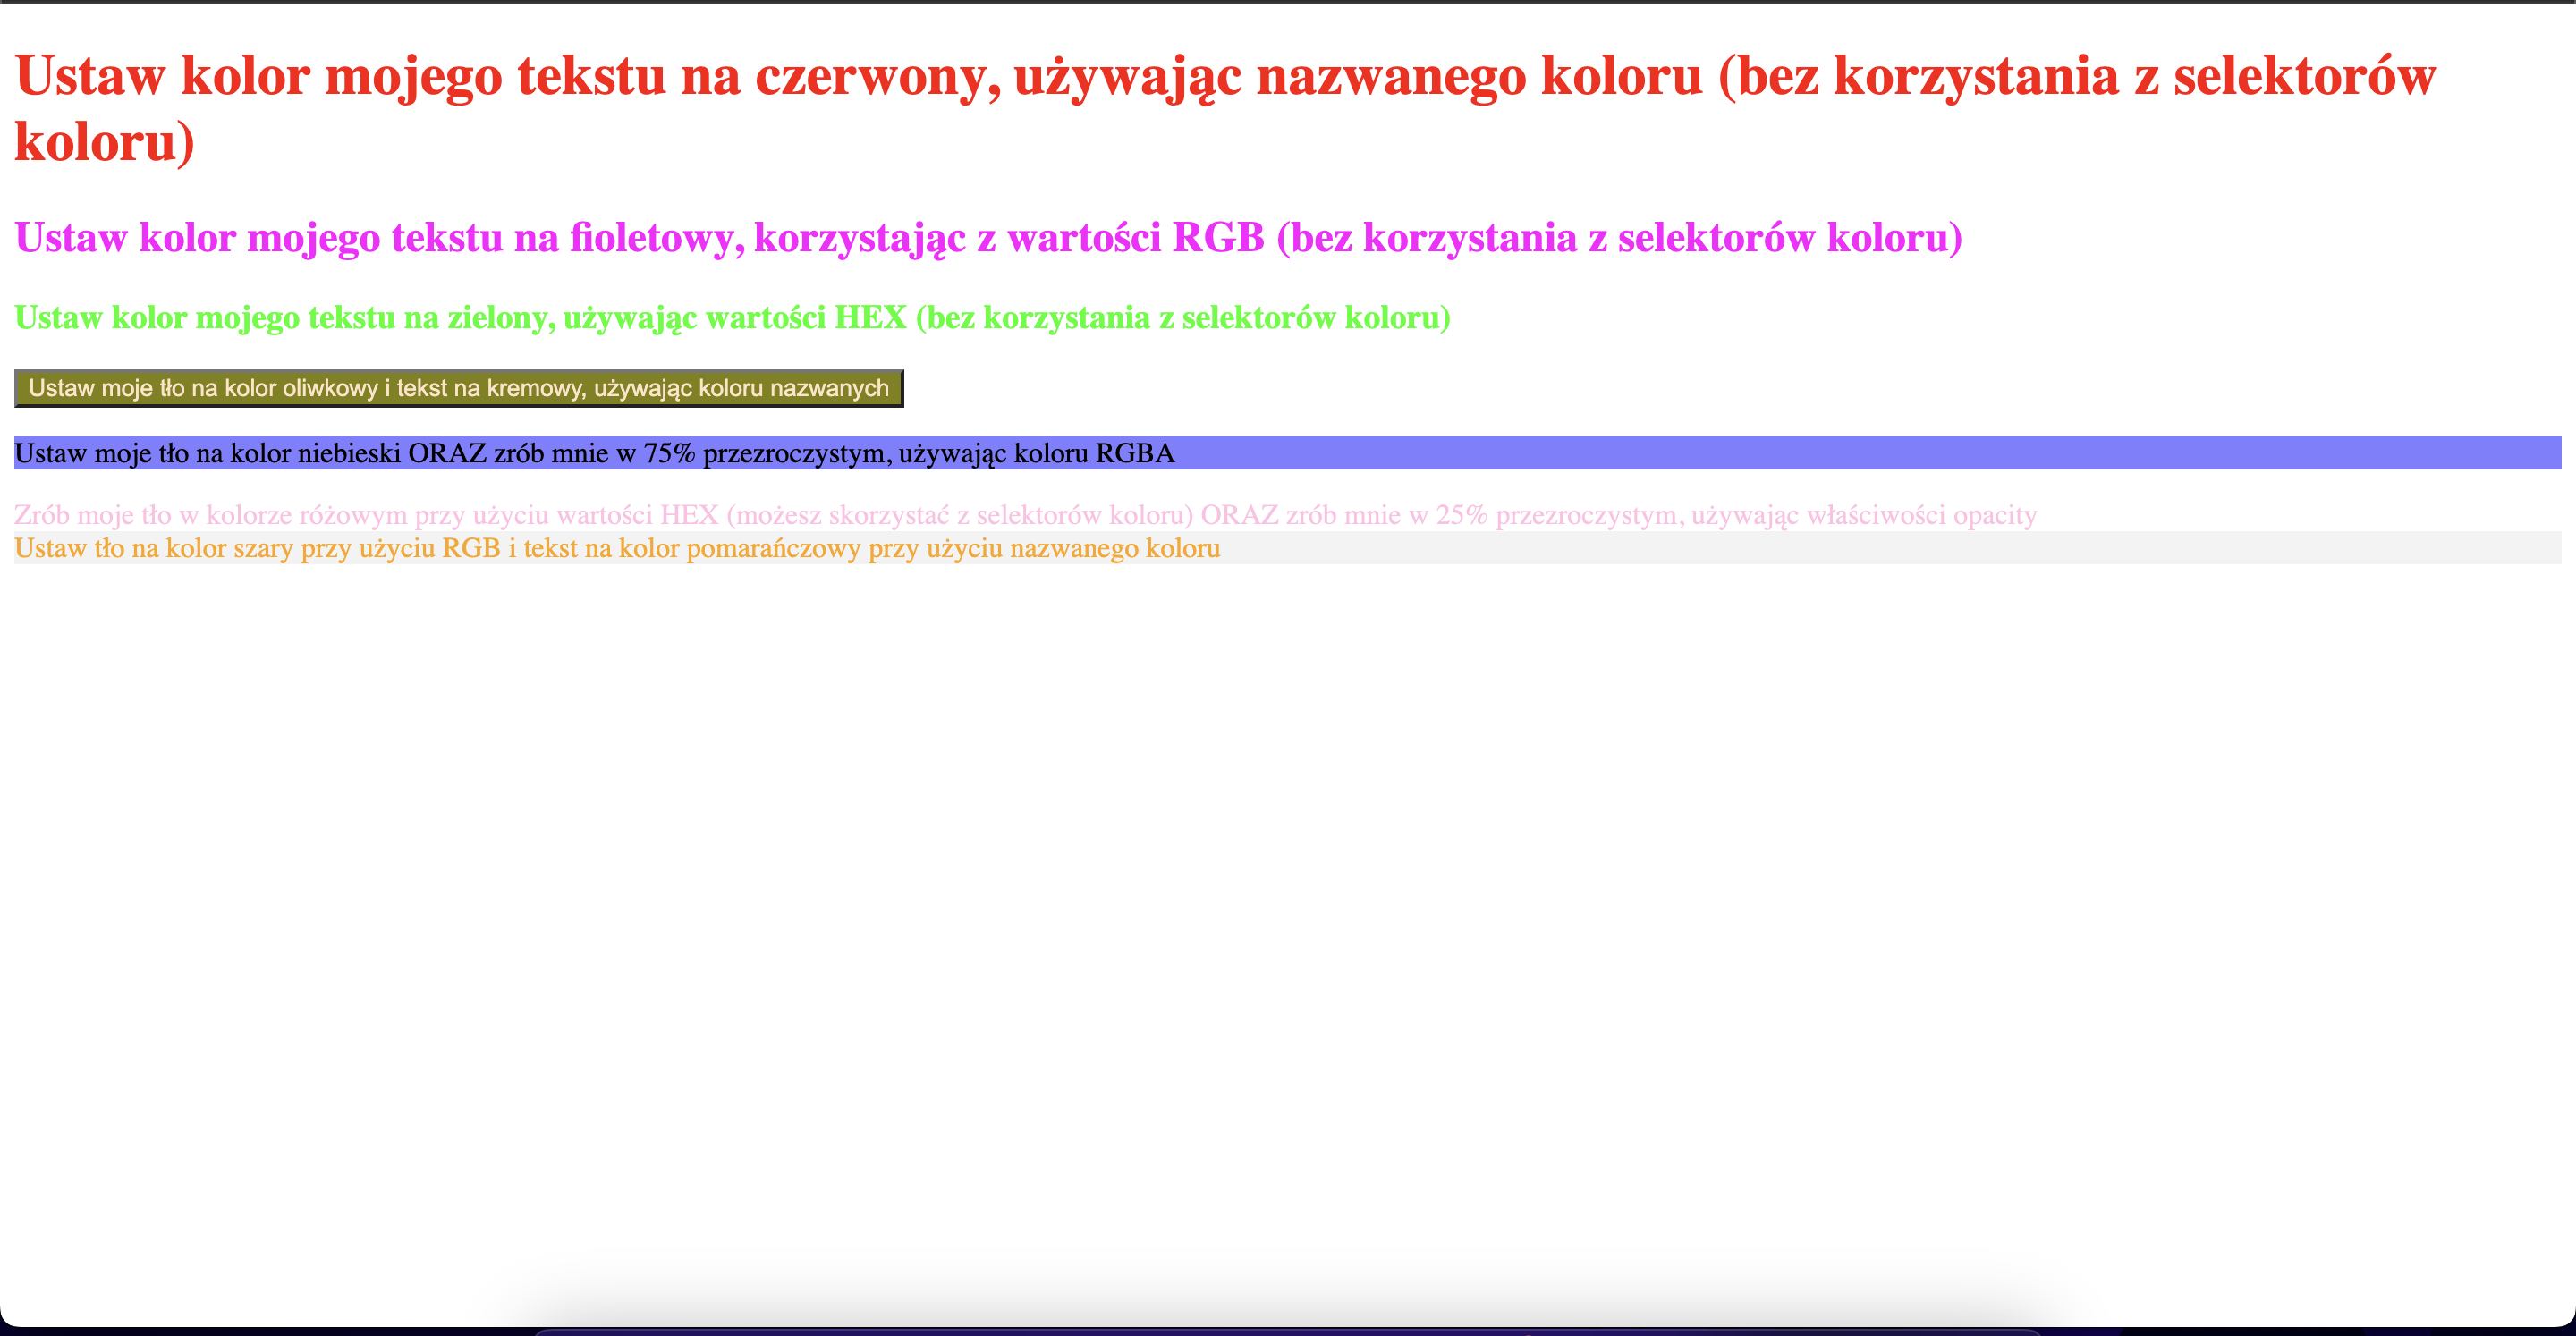 Ustaw kolor mojego tekstu na czerwony, używając nazwanego koloru (bez korzystania z selektorów
koloru)
Ustaw kolor mojego tekstu na fioletowy, korzystając z wartości RGB (bez korzystania z selektorów koloru)
Ustaw kolor mojego tekstu na zielony, używając wartości HEX (bez korzystania z selektorów koloru)
Ustaw moje tło na kolor oliwkowy i tekst na kremowy, używając koloru nazwanych
Ustaw moje tło na kolor niebieski ORAZ zrób mnie w 75% przezroczystym, używając koloru RGBA
Zrób moje tło w kolorze różowym przy użyciu wartości HEX (możesz skorzystać z selektorów koloru) ORAZ zrób mnie w 25% przezroczystym, używając właściwości opacity
Ustaw tło na kolor szary przy użyciu RGB i tekst na kolor pomarańczowy przy użyciu nazwanego koloru